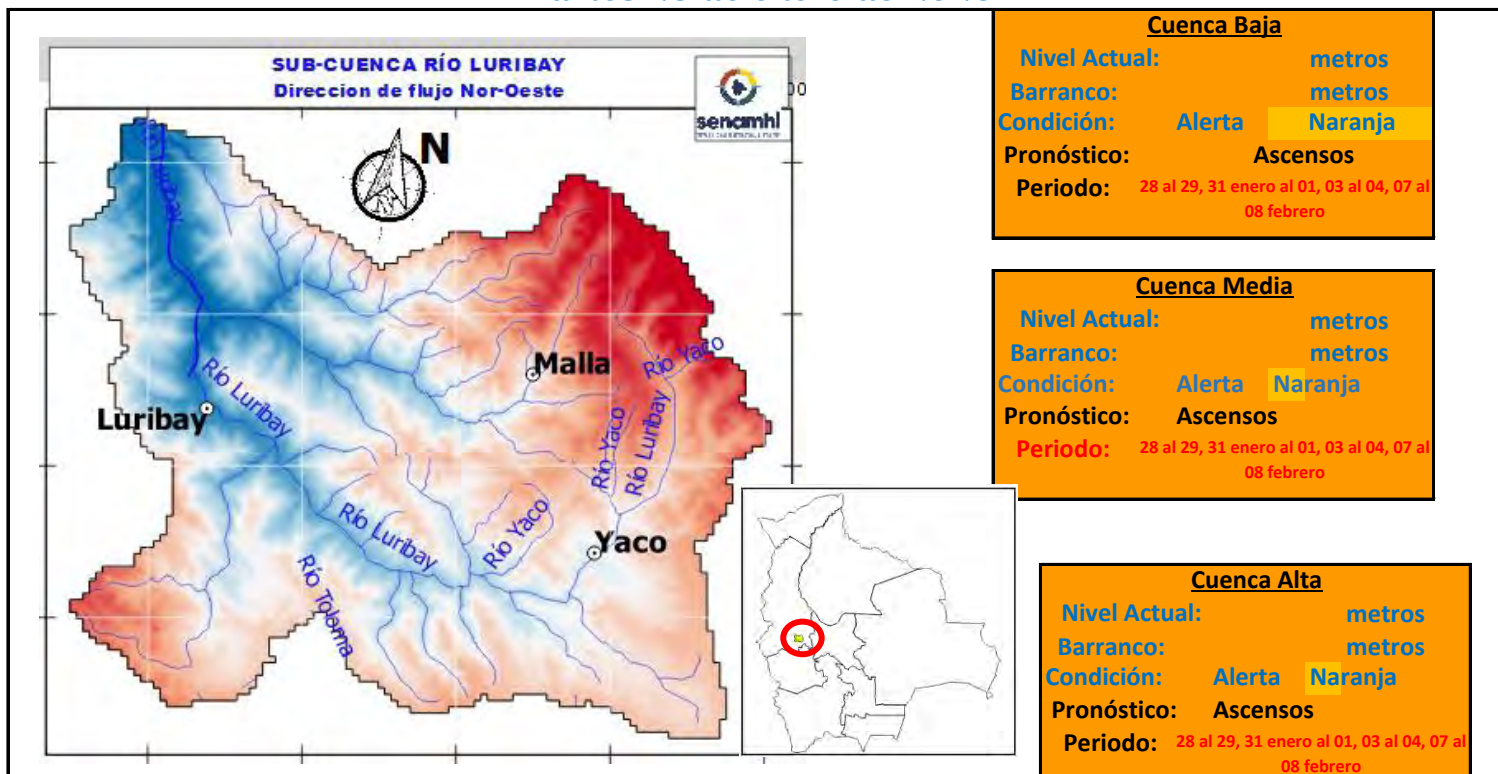 SUB-CUENCA RÍO LURIBAY
Direccion de flujo Nor-Oeste
senamhi
N
Luribay
Río Luribay
Malla
Río Yaco
Río Yaco
Río Luribay
Río Luribay
Río Yaco
Yaco
Río Toloma
Cuenca Baja
Nivel Actual: metros
Barranco: metros
Condición: Alerta Naranja
Pronóstico: Ascensos
Periodo: 28 al 29, 31 enero al 01, 03 al 04, 07 al
08 febrero
Cuenca Media
Nivel Actual: metros
Barranco: metros
Condición: Alerta Naranja
Pronóstico: Ascensos
Periodo: 28 al 29, 31 enero al 01, 03 al 04, 07 al
08 febrero
Cuenca Alta
Nivel Actual: metros
Barranco: metros
Condición: Alerta Naranja
Pronóstico: Ascensos
Periodo: 28 al 29, 31 enero al 01, 03 al 04, 07 al
08 febrero